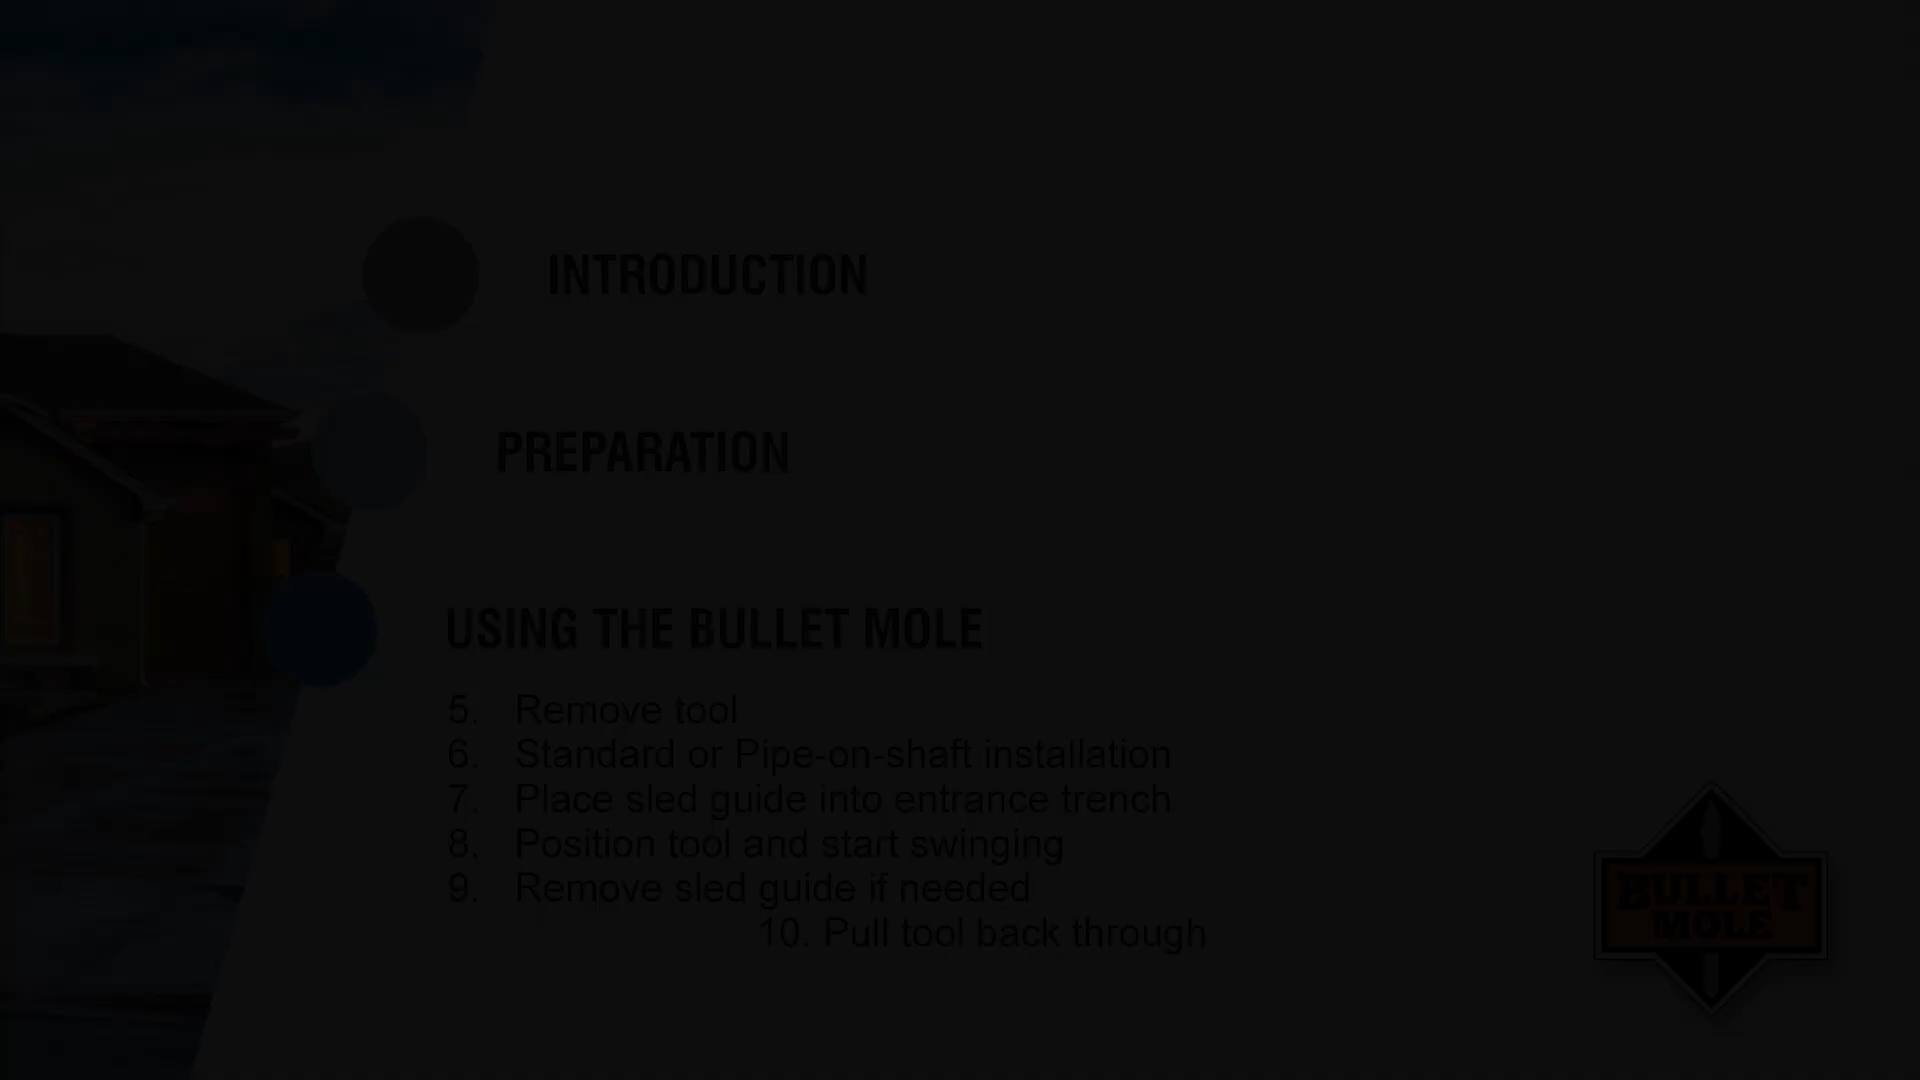 INTRODUCTION
PREPARATION
USING THE BULLET MOLE
5. Remove tool
6. Standard or Pipe-on-shaft installation
7. Place sled guide into entrance trench
8. Position tool and start swinging
9. Remove sled guide if needed
10. Pull tool back through
BULLET
MOLE